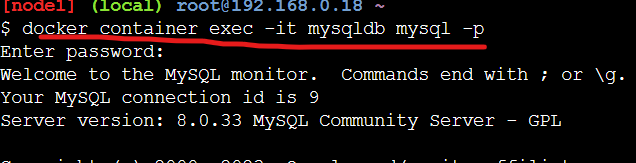 [node1] (local) root@192.168.0.18 ~
$ docker container exec -it mysqldb mysql -p
Enter password:
Welcome to the MySQL monitor.  Commands end with ; or \g.
Your MySQL connection id is 9
Server version: 8.0.33 MySQL Community Server - GPL